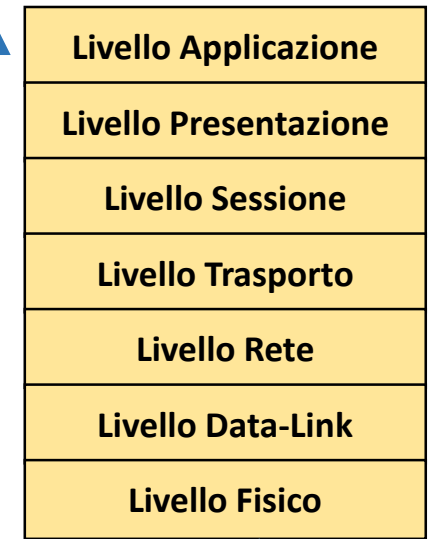 Livello Applicazione
Livello Presentazione
Livello Sessione
Livello Trasporto
Livello Rete
Livello Data-Link
Livello Fisico